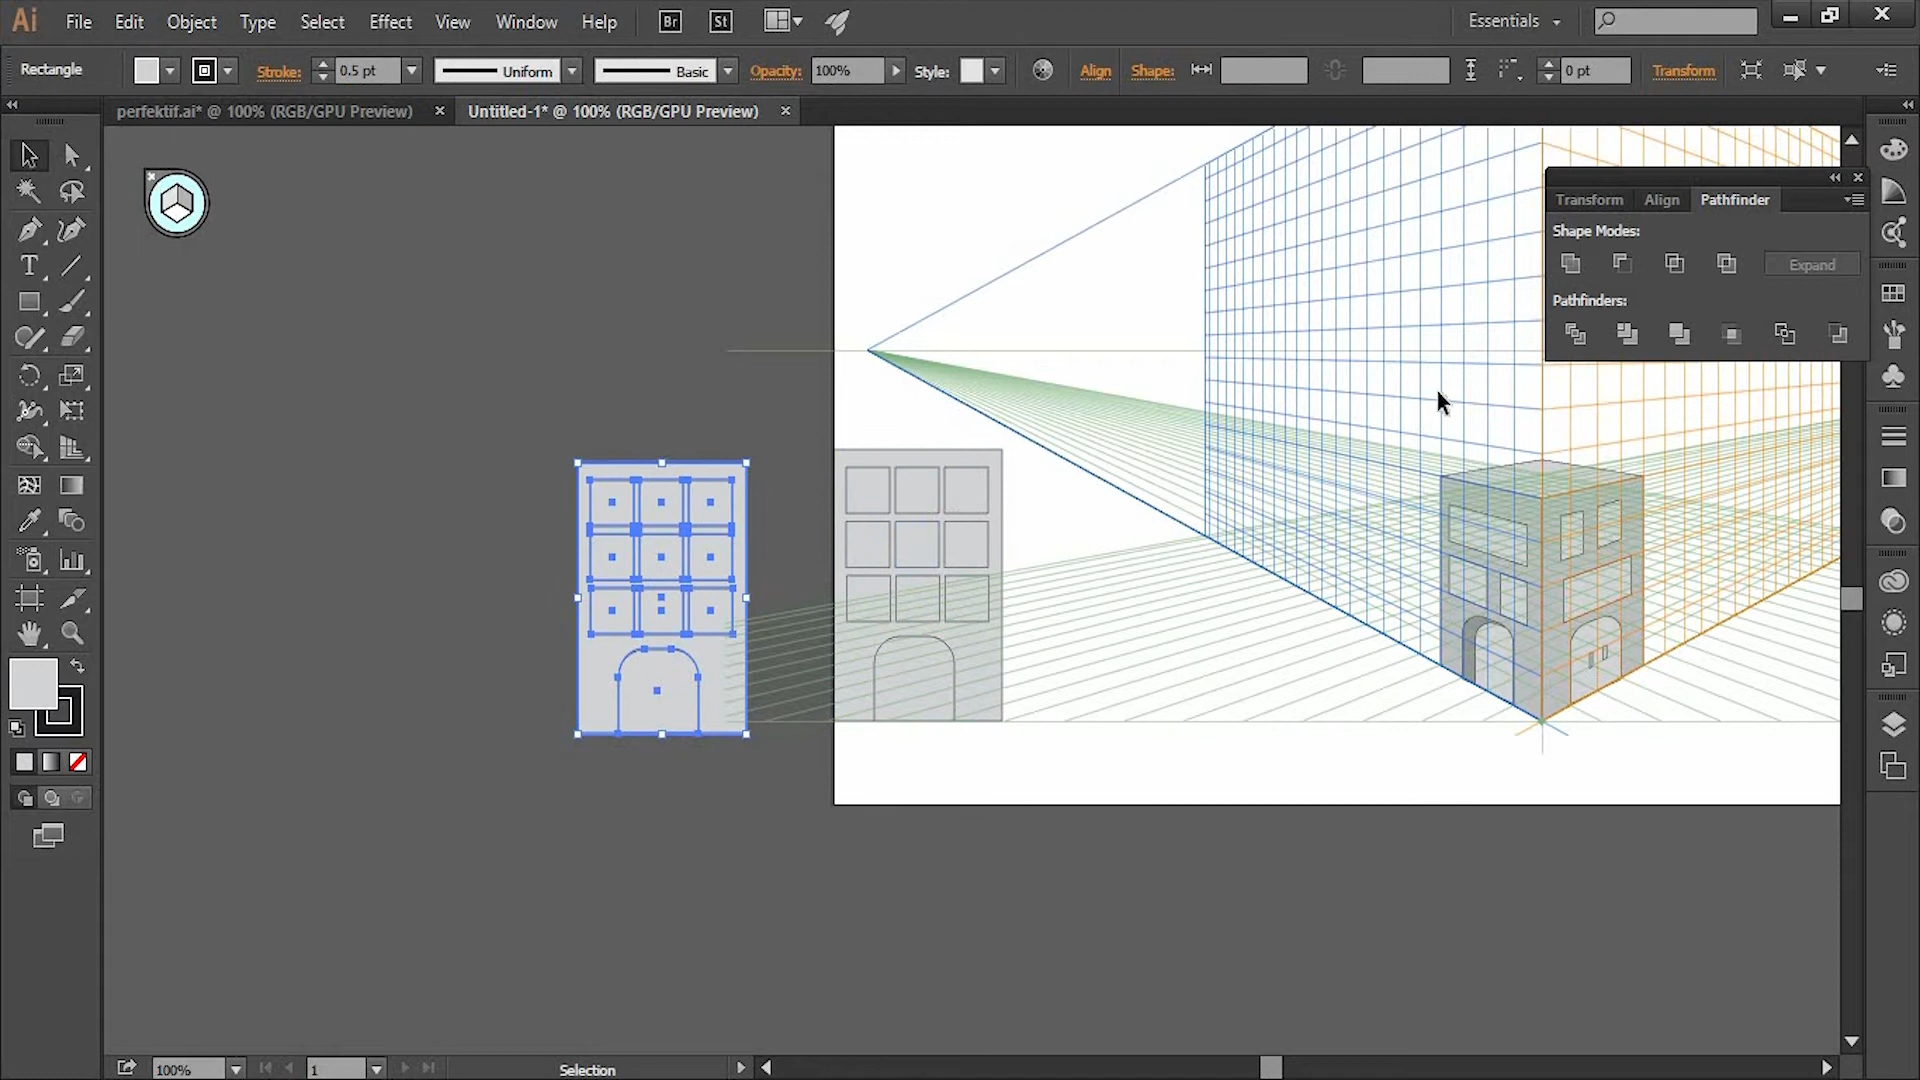 Ai File Edit Object Type Select Effect View Window Help Br St Essentials
Rectangle Stroke: 0.5 pt Uniform Basic Opacity: 100% Style: Align Shape: 0 pt Transform
perfektif.ai* @ 100% (RGB/GPU Preview) Untitled-1* @ 100% (RGB/GPU Preview)
Transform Align Pathfinder
Shape Modes:
Expand
Pathfinders:
100% 1 Selection